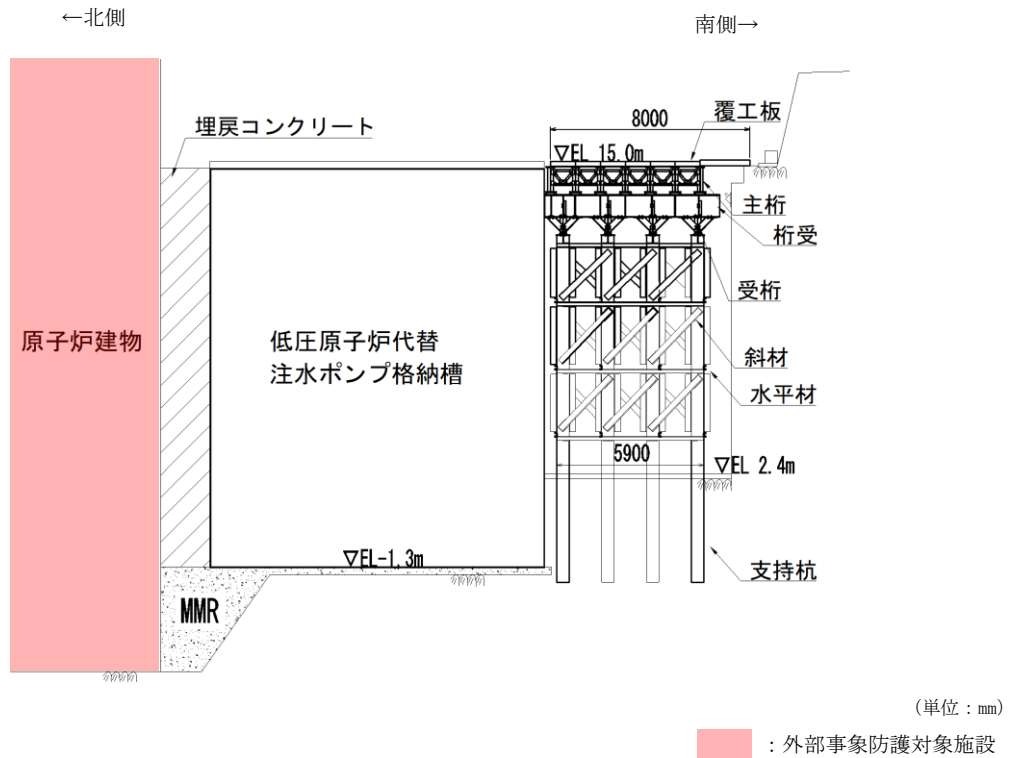 ←北側
南側→
埋戻コンクリート
8000
覆工板
▽EL 15.0m
主桁
桁受
受桁
原子炉建物
低圧原子炉代替
注水ポンプ格納槽
斜材
水平材
5900
▽EL 2.4m
▽EL-1.3m
支持杭
MMR
(単位:mm)
:外部事象防護対象施設